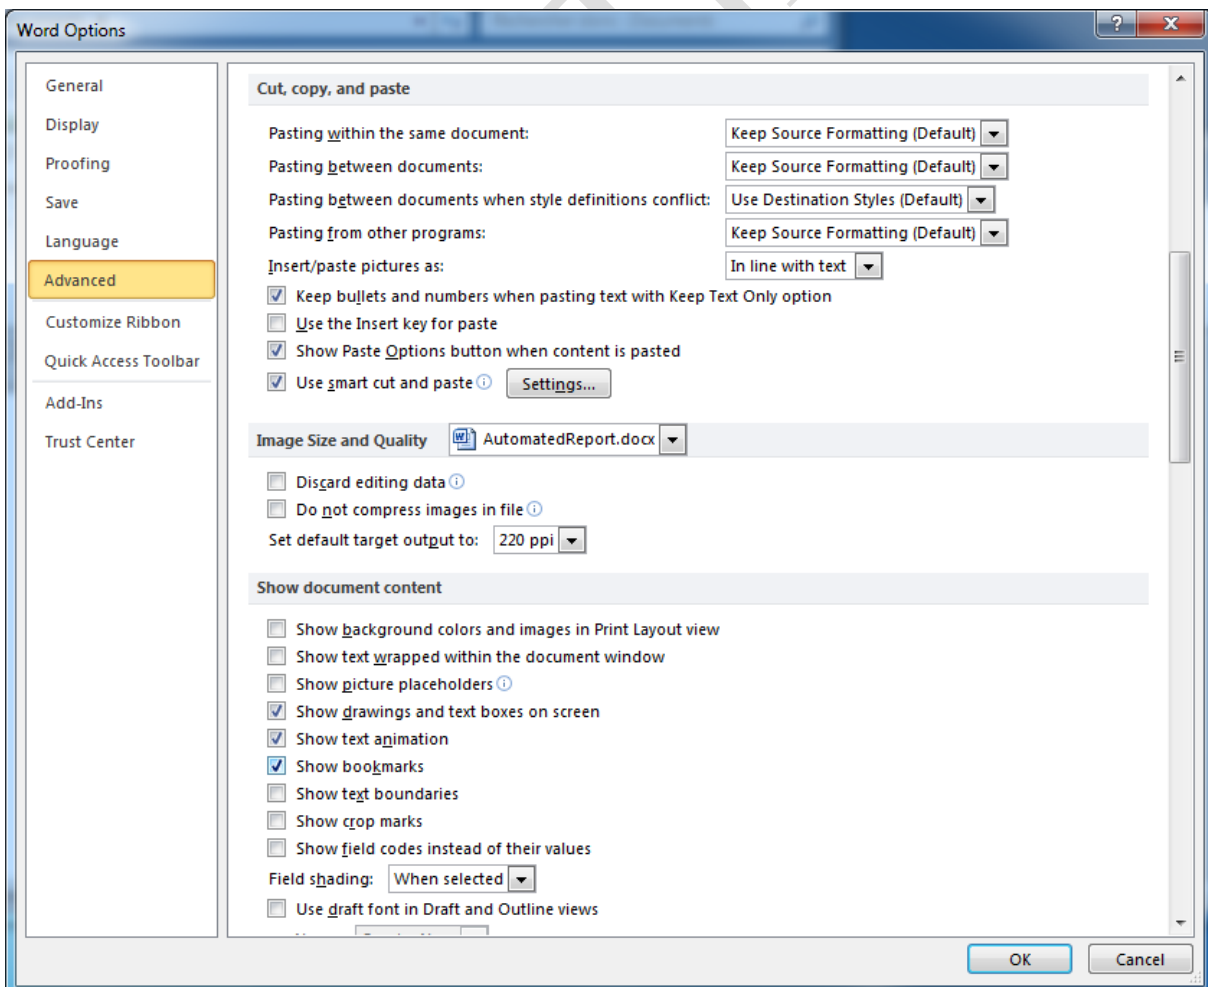 Word Options
General
Display
Proofing
Save
Language
Advanced
Customize Ribbon
Quick Access Toolbar
Add-Ins
Trust Center
Cut, copy, and paste
Pasting within the same document: Keep Source Formatting (Default)
Pasting between documents: Keep Source Formatting (Default)
Pasting between documents when style definitions conflict: Use Destination Styles (Default)
Pasting from other programs: Keep Source Formatting (Default)
Insert/paste pictures as: In line with text
Keep bullets and numbers when pasting text with Keep Text Only option
Use the Insert key for paste
Show Paste Options button when content is pasted
Use smart cut and paste Settings...
Image Size and Quality AutomatedReport.docx
Discard editing data
Do not compress images in file
Set default target output to: 220 ppi
Show document content
Show background colors and images in Print Layout view
Show text wrapped within the document window
Show picture placeholders
Show drawings and text boxes on screen
Show text animation
Show bookmarks
Show text boundaries
Show crop marks
Show field codes instead of their values
Field shading: When selected
Use draft font in Draft and Outline views
OK Cancel